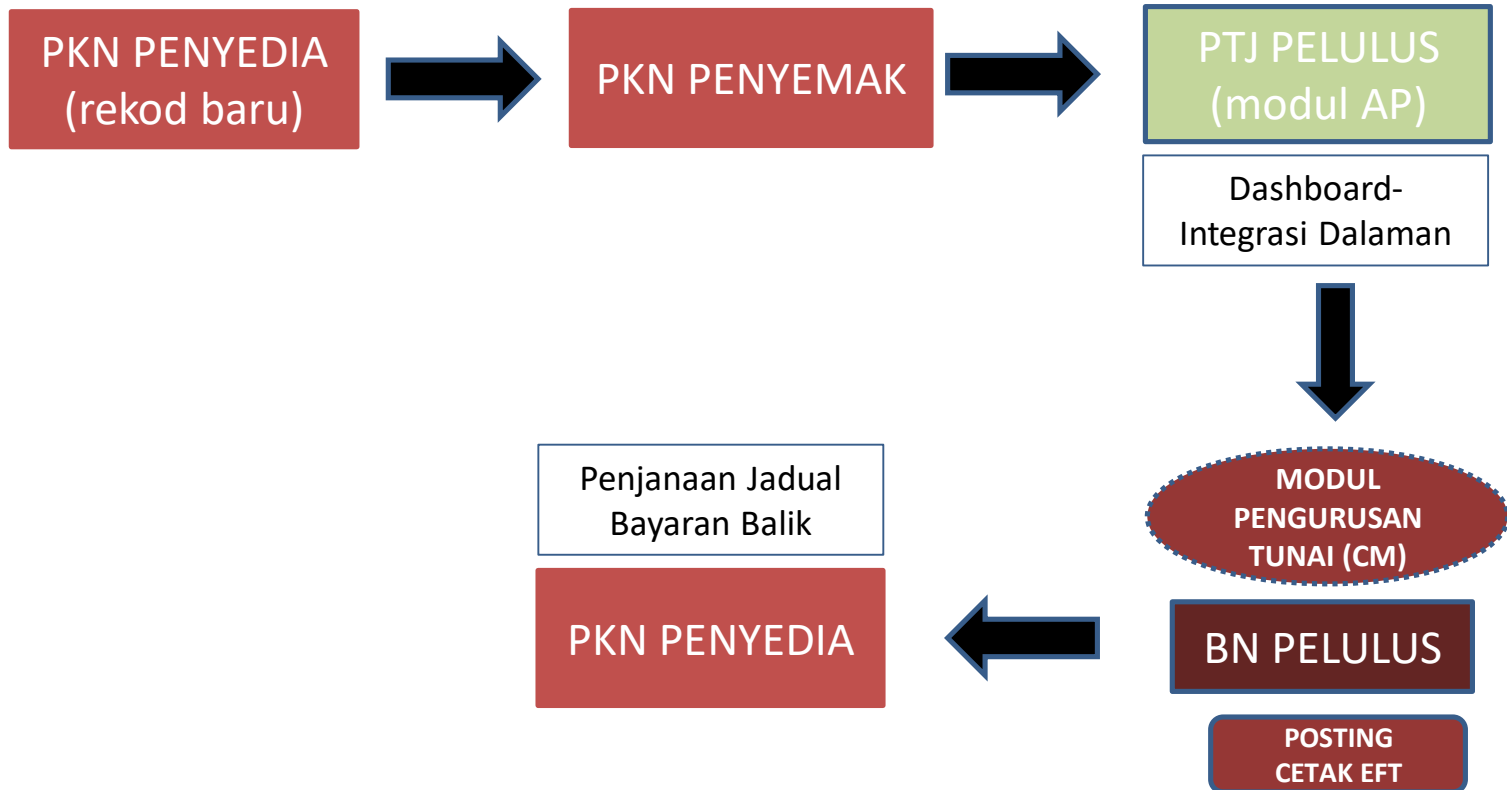 PKN PENYEDIA
(rekod baru)
PKN PENYEMAK
PTJ PELULUS
(modul AP)
Dashboard-
Integrasi Dalaman
MODUL
PENGURUSAN
TUNAI (CM)
BN PELULUS
POSTING
CETAK EFT
Penjanaan Jadual
Bayaran Balik
PKN PENYEDIA